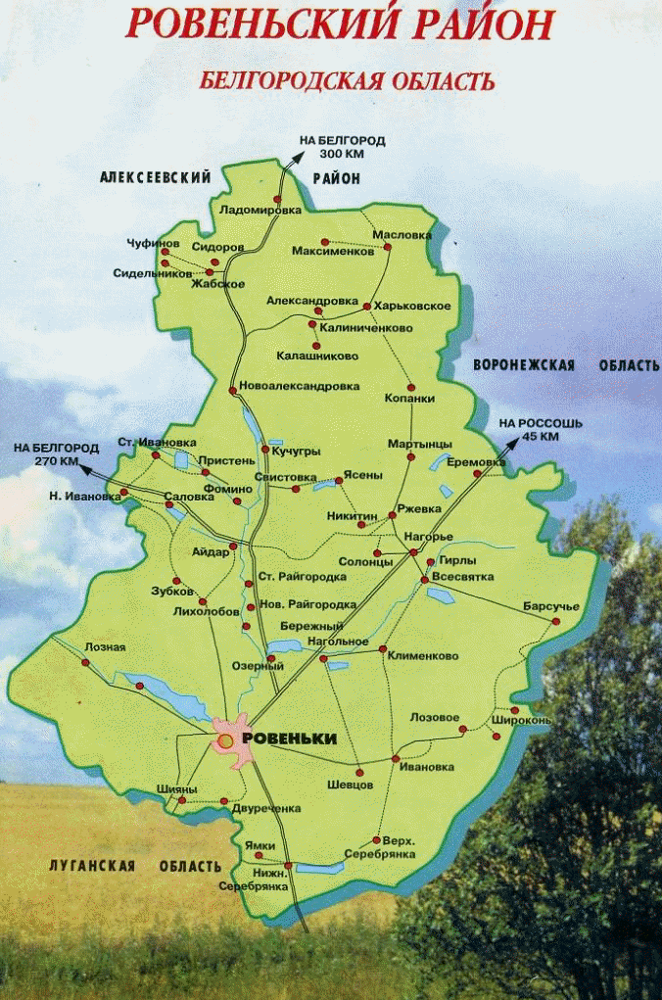 РОВЕНЬСКИЙ РАЙОН
БЕЛГОРОДСКАЯ ОБЛАСТЬ
НА БЕЛГОРОД
300 КМ
АЛЕКСЕЕВСКИЙ РАЙОН
Ладомировка
Масловка
Чуфинов
Сидоров
Максименков
Сидельников
Жабское
Александровка
Харьковское
Калиниченково
Калашниково
ВОРОНЕЖСКАЯ ОБЛАСТЬ
Новоалександровка
Копанки
НА РОССОШЬ
45 КМ
НА БЕЛГОРОД
270 КМ
Ст. Ивановка
Мартынцы
Кучугры
Пристень
Еремовка
Свистовка
Ясены
Фомино
Н. Ивановка
Саловка
Никитин
Ржевка
Нагорье
Айдар
Солонцы
Гирлы
Ст. Райгородка
Всесвятка
Зубков
Лихолобов
Нов. Райгородка
Барсучье
Бережный
Нагольное
Лозная
Клименково
Озерный
Лозовое
Широконь
РОВЕНЬКИ
Ивановка
Шевцов
Шияны
Двуреченка
Ямки
Верх.
Серебрянка
ЛУГАНСКАЯ ОБЛАСТЬ
Нижн.
Серебрянка